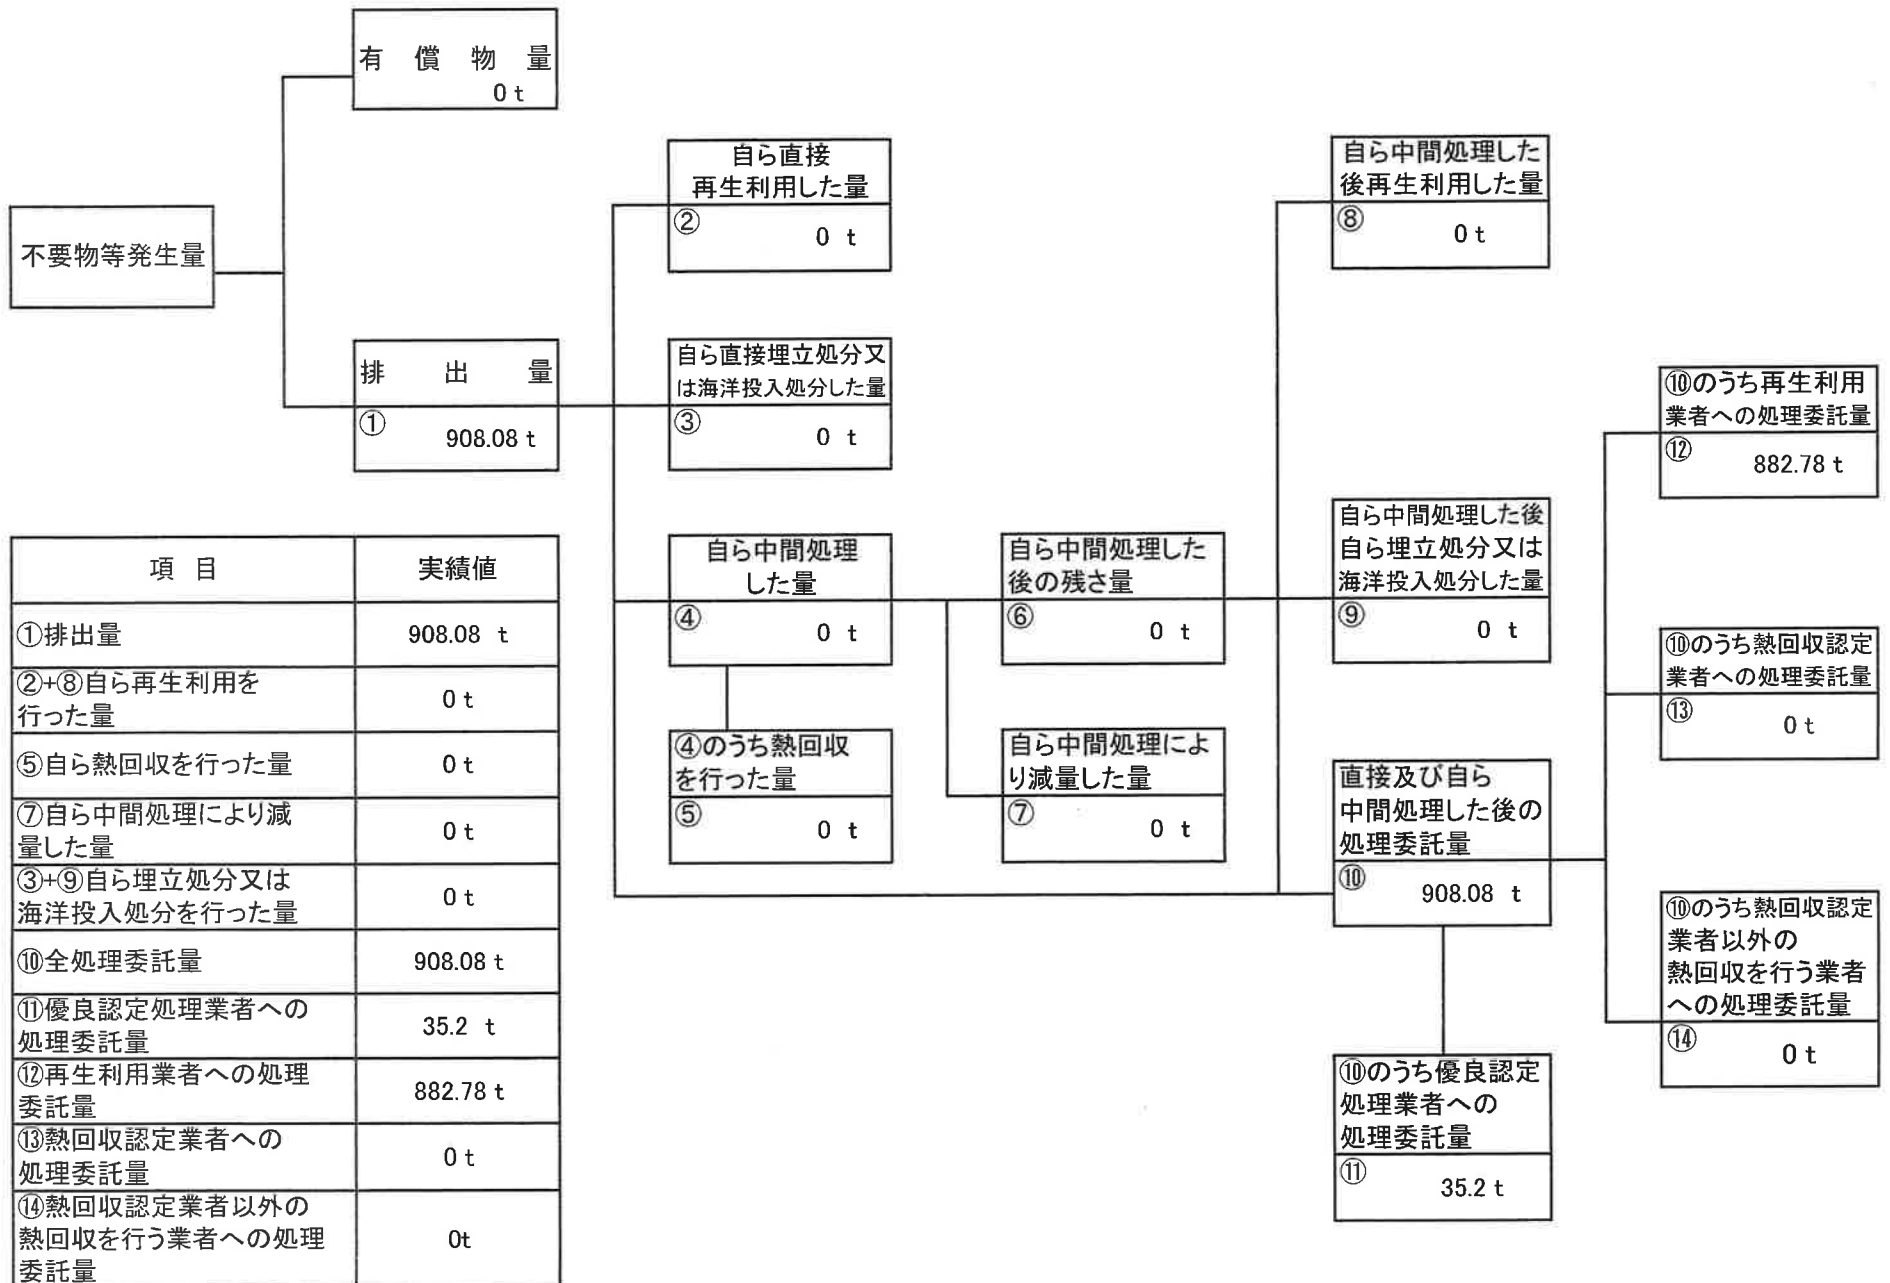 有償物量
0 t
不要物等発生量
排出量
①
908.08 t
自ら直接
再生利用した量
②
0 t
自ら直接埋立処分又
は海洋投入処分した量
③
0 t
自ら中間処理
した量
④
0 t
④のうち熱回収
を行った量
⑤
0 t
自ら中間処理した
後の残さ量
⑥
0 t
自ら中間処理によ
り減量した量
⑦
0 t
自ら中間処理した
後再生利用した量
⑧
0 t
自ら中間処理した後
自ら埋立処分又は
海洋投入処分した量
⑨
0 t
直接及び自ら
中間処理した後の
処理委託量
⑩
908.08 t
⑩のうち優良認定
処理業者への
処理委託量
⑪
35.2 t
⑩のうち再生利用
業者への処理委託量
⑫
882.78 t
⑩のうち熱回収認定
業者への処理委託量
⑬
0 t
⑩のうち熱回収認定
業者以外の
熱回収を行う業者
への処理委託量
⑭
0 t
項目 実績値
①排出量 908.08 t
②+⑧自ら再生利用を
行った量
0 t
⑤自ら熱回収を行った量 0 t
⑦自ら中間処理により減
量した量
0 t
③+⑨自ら埋立処分又は
海洋投入処分を行った量
0 t
⑩全処理委託量 908.08 t
⑪優良認定処理業者への
処理委託量
35.2 t
⑫再生利用業者への処理
委託量
882.78 t
⑬熱回収認定業者への
処理委託量
0 t
⑭熱回収認定業者以外の
熱回収を行う業者への処理
委託量
0t